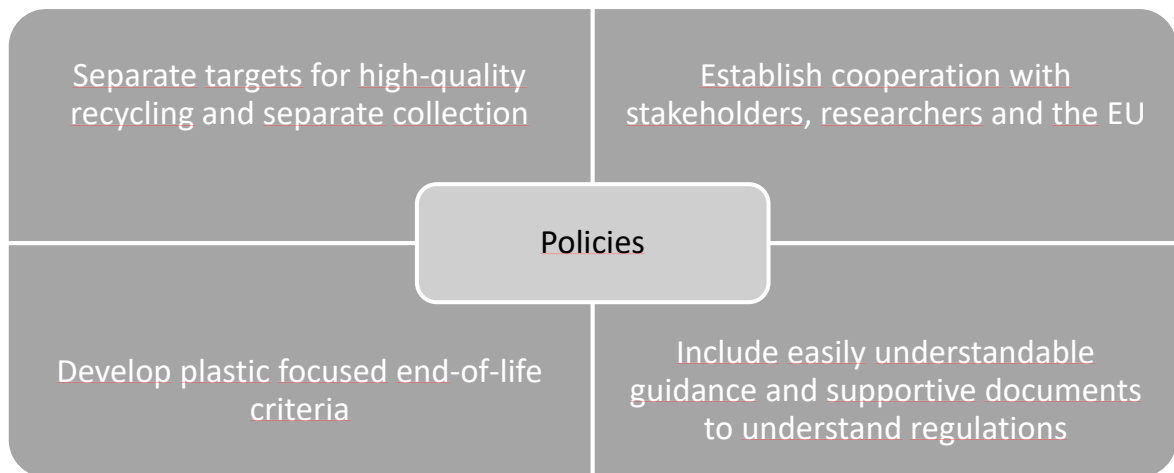 Separate targets for high-quality
recycling and separate collection
Establish cooperation with
stakeholders, researchers and the EU
Policies
Develop plastic focused end-of-life
criteria
Include easily understandable
guidance and supportive documents
to understand regulations